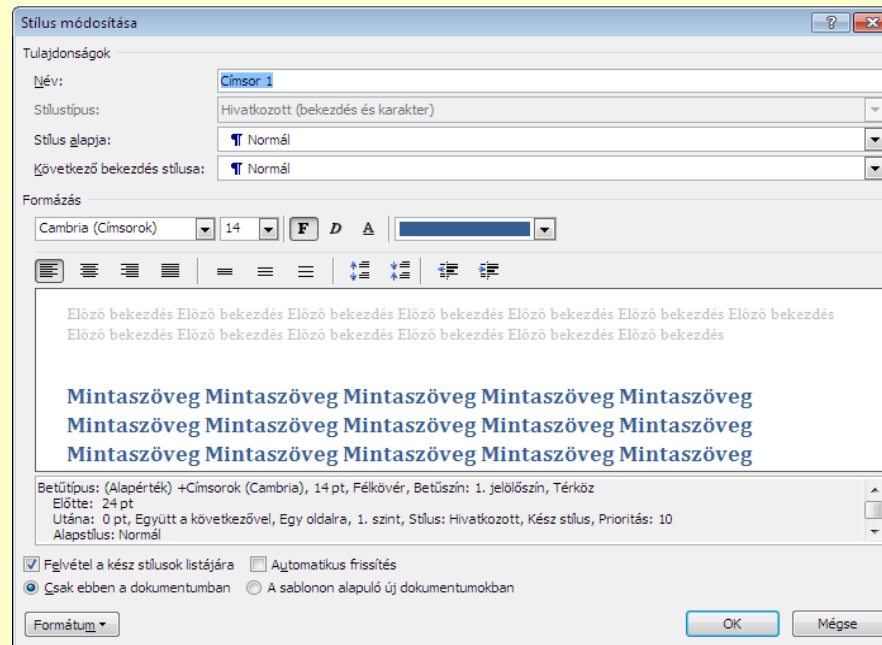 Stílus módosítása
Tulajdonságok
Név: Címsor 1
Stílustípus: Hivatkozott (bekezdés és karakter)
Stílus alapja: ¶ Normál
Következő bekezdés stílusa: ¶ Normál
Formázás
Cambria (Címsorok) 14 F D A
Előző bekezdés Előző bekezdés Előző bekezdés Előző bekezdés Előző bekezdés Előző bekezdés Előző bekezdés
Előző bekezdés Előző bekezdés Előző bekezdés Előző bekezdés Előző bekezdés Előző bekezdés
Mintaszöveg Mintaszöveg Mintaszöveg Mintaszöveg Mintaszöveg
Mintaszöveg Mintaszöveg Mintaszöveg Mintaszöveg Mintaszöveg
Mintaszöveg Mintaszöveg Mintaszöveg Mintaszöveg Mintaszöveg
Betűtípus: (Alapérték) +Címsorok (Cambria), 14 pt, Félkövér, Betűszín: 1. jelölőszín, Térköz
Előtte: 24 pt
Utána: 0 pt, Együtt a következővel, Egy oldalra, 1. szint, Stílus: Hivatkozott, Kész stílus, Prioritás: 10
Alapstílus: Normál
Felvétel a kész stílusok listájára Automatikus frissítés
Csak ebben a dokumentumban A sablonon alapuló új dokumentumokban
Formátum OK Mégse